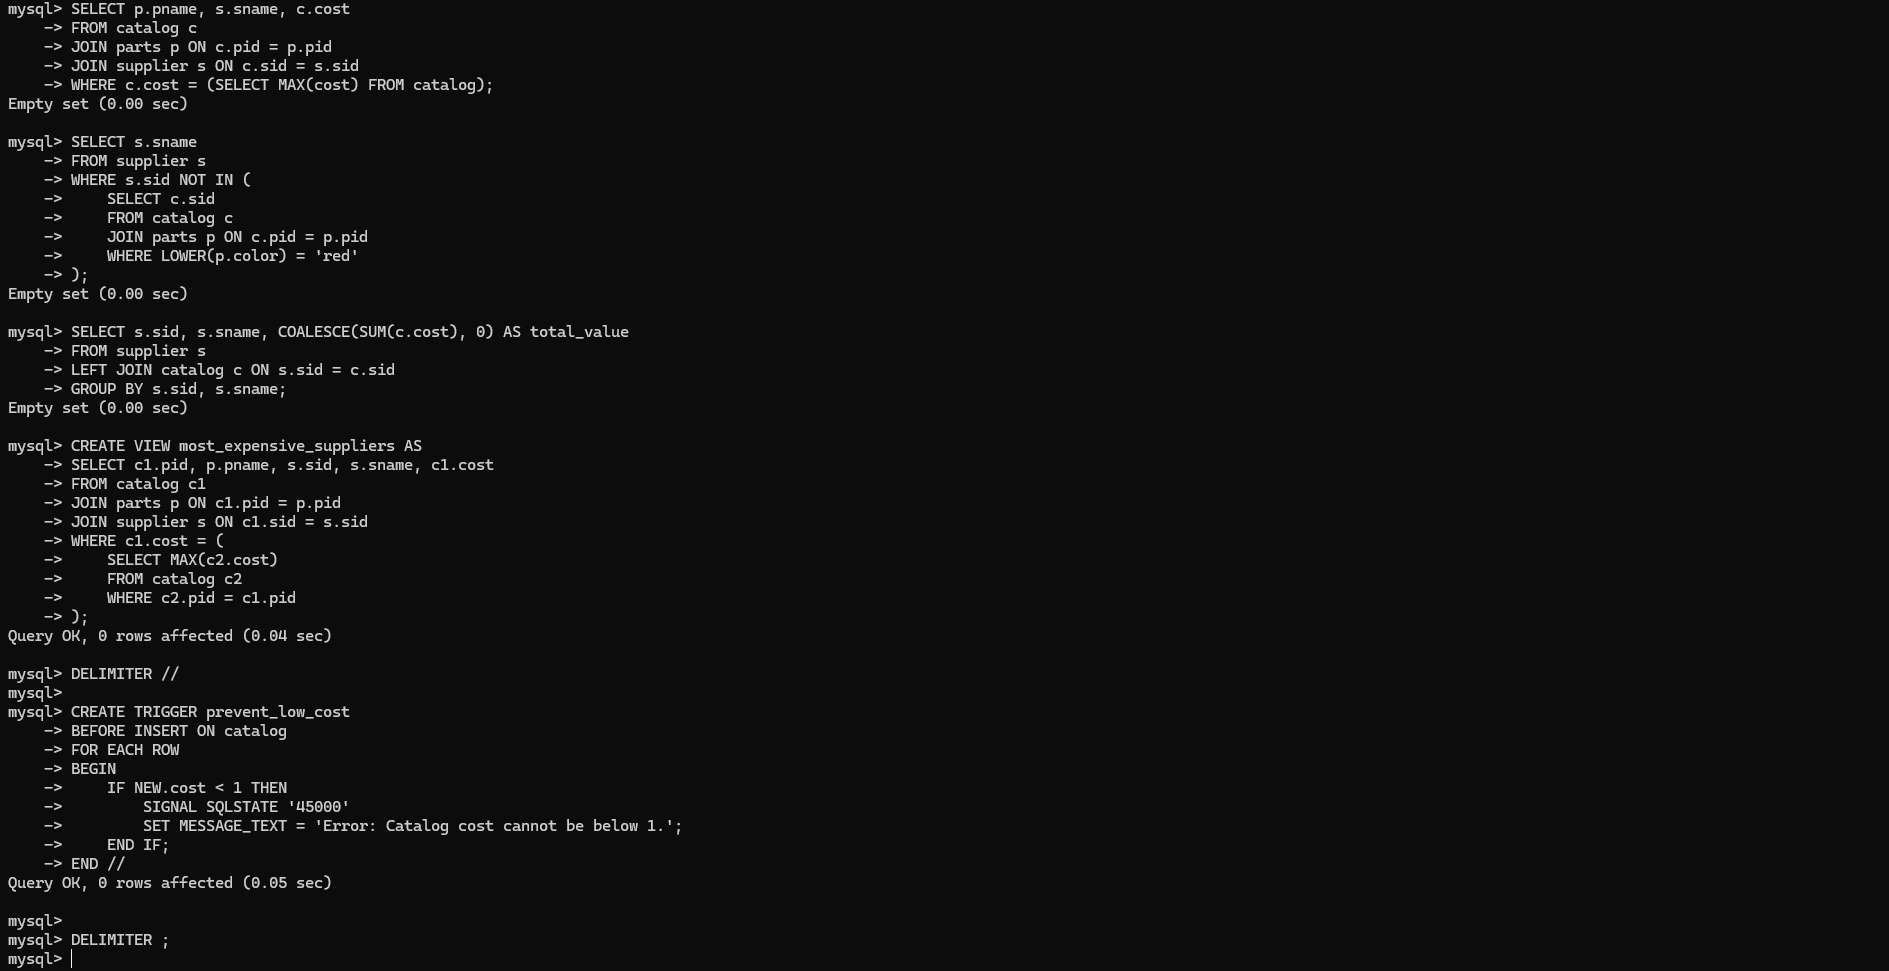 mysql> SELECT p.pname, s.sname, c.cost
    -> FROM catalog c
    -> JOIN parts p ON c.pid = p.pid
    -> JOIN supplier s ON c.sid = s.sid
    -> WHERE c.cost = (SELECT MAX(cost) FROM catalog);
Empty set (0.00 sec)

mysql> SELECT s.sname
    -> FROM supplier s
    -> WHERE s.sid NOT IN (
    ->     SELECT c.sid
    ->     FROM catalog c
    ->     JOIN parts p ON c.pid = p.pid
    ->     WHERE LOWER(p.color) = 'red'
    -> );
Empty set (0.00 sec)

mysql> SELECT s.sid, s.sname, COALESCE(SUM(c.cost), 0) AS total_value
    -> FROM supplier s
    -> LEFT JOIN catalog c ON s.sid = c.sid
    -> GROUP BY s.sid, s.sname;
Empty set (0.00 sec)

mysql> CREATE VIEW most_expensive_suppliers AS
    -> SELECT c1.pid, p.pname, s.sid, s.sname, c1.cost
    -> FROM catalog c1
    -> JOIN parts p ON c1.pid = p.pid
    -> JOIN supplier s ON c1.sid = s.sid
    -> WHERE c1.cost = (
    ->     SELECT MAX(c2.cost)
    ->     FROM catalog c2
    ->     WHERE c2.pid = c1.pid
    -> );
Query OK, 0 rows affected (0.04 sec)

mysql> DELIMITER //
mysql>
mysql> CREATE TRIGGER prevent_low_cost
    -> BEFORE INSERT ON catalog
    -> FOR EACH ROW
    -> BEGIN
    ->     IF NEW.cost < 1 THEN
    ->         SIGNAL SQLSTATE '45000'
    ->         SET MESSAGE_TEXT = 'Error: Catalog cost cannot be below 1.';
    ->     END IF;
    -> END //
Query OK, 0 rows affected (0.05 sec)

mysql>
mysql> DELIMITER ;
mysql>